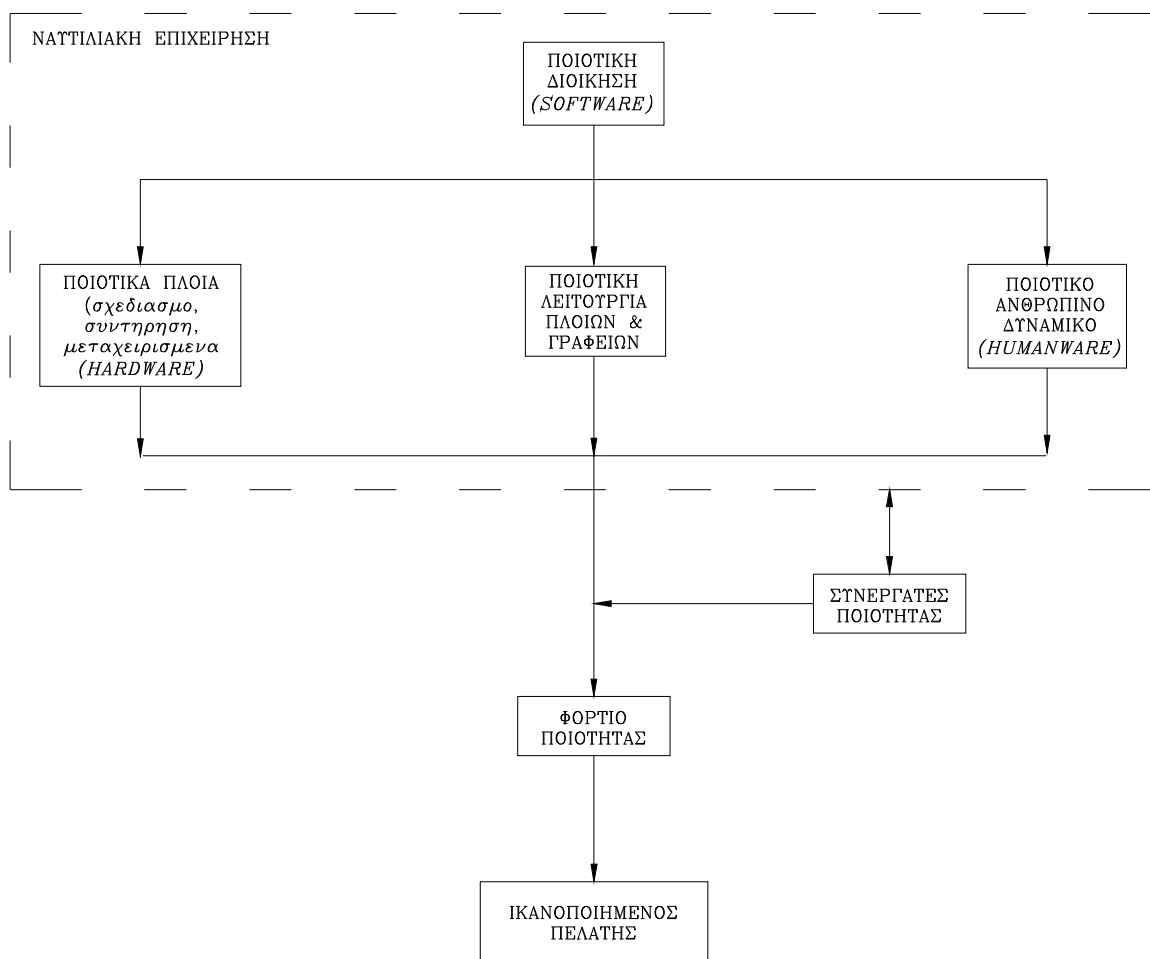 ΝΑΥΤΙΛΙΑΚΗ ΕΠΙΧΕΙΡΗΣΗ
ΠΟΙΟΤΙΚΗ
ΔΙΟΙΚΗΣΗ
(SOFTWARE)
ΠΟΙΟΤΙΚΑ ΠΛΟΙΑ
(σχεδιασμο,
συντηρηση,
μεταχειρισμενα
(HARDWARE)
ΠΟΙΟΤΙΚΗ
ΛΕΙΤΟΥΡΓΙΑ
ΠΛΟΙΩΝ &
ΓΡΑΦΕΙΩΝ
ΠΟΙΟΤΙΚΟ
ΑΝΘΡΩΠΙΝΟ
ΔΥΝΑΜΙΚΟ
(HUMANWARE)
ΣΥΝΕΡΓΑΤΕΣ
ΠΟΙΟΤΗΤΑΣ
ΦΟΡΤΙΟ
ΠΟΙΟΤΗΤΑΣ
ΙΚΑΝΟΠΟΙΗΜΕΝΟΣ
ΠΕΛΑΤΗΣ